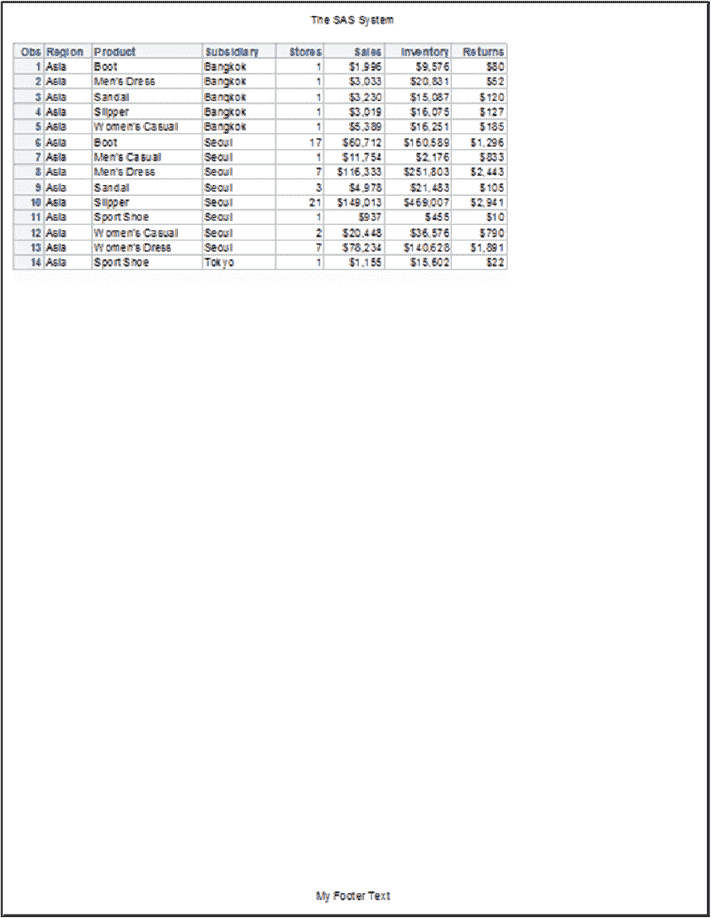 The SAS System
Obs Region Product Subsidiary Stores Sales Inventory Returns
1 Asia Boot Bangkok 1 $1,996 $9,576 $80
2 Asia Men's Dress Bangkok 1 $3,033 $20,831 $52
3 Asia Sandal Bangkok 1 $3,230 $15,087 $120
4 Asia Slipper Bangkok 1 $3,019 $16,075 $127
5 Asia Women's Casual Bangkok 1 $5,389 $16,251 $185
6 Asia Boot Seoul 17 $60,712 $160,589 $1,296
7 Asia Men's Casual Seoul 1 $11,754 $2,176 $833
8 Asia Men's Dress Seoul 7 $116,333 $251,803 $2,443
9 Asia Sandal Seoul 3 $4,978 $21,483 $105
10 Asia Slipper Seoul 21 $149,013 $469,007 $2,941
11 Asia Sport Shoe Seoul 1 $937 $455 $10
12 Asia Women's Casual Seoul 2 $20,448 $36,576 $790
13 Asia Women's Dress Seoul 7 $78,234 $140,628 $1,891
14 Asia Sport Shoe Tokyo 1 $1,155 $15,602 $22
My Footer Text